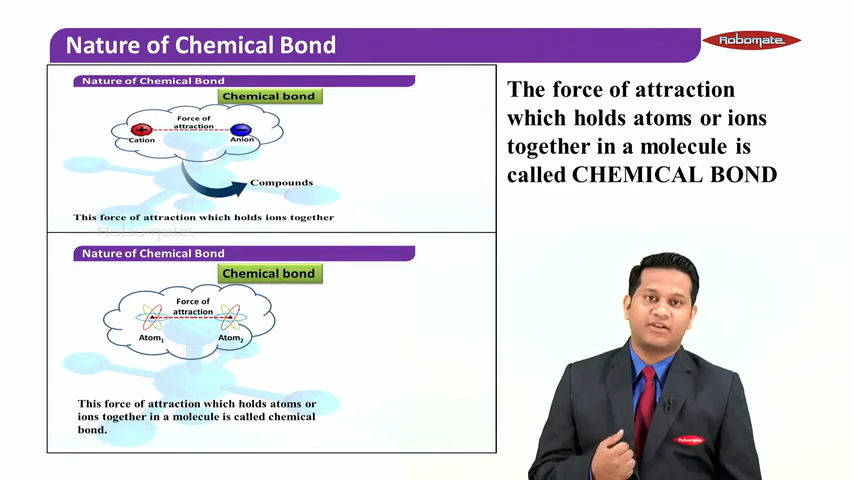 Nature of Chemical Bond
Robomate
Nature of Chemical Bond
Chemical bond
Force of
attraction
+
−
Cation
Anion
Compounds
This force of attraction which holds ions together
Robomate
Nature of Chemical Bond
Chemical bond
Force of
attraction
Atom1
Atom2
This force of attraction which holds atoms or
ions together in a molecule is called chemical
bond.
The force of attraction
which holds atoms or ions
together in a molecule is
called CHEMICAL BOND
Robomate